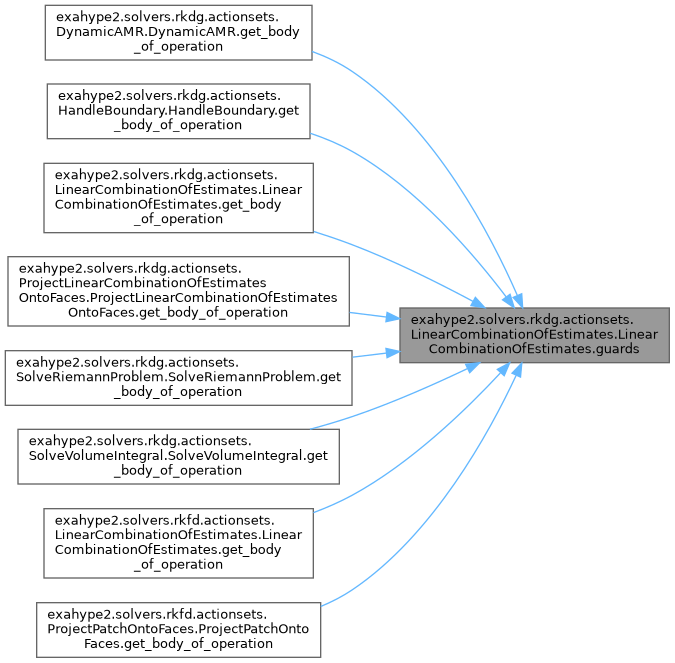 exahype2.solvers.rkdg.actionsets.
DynamicAMR.DynamicAMR.get_body
_of_operation
exahype2.solvers.rkdg.actionsets.
HandleBoundary.HandleBoundary.get
_body_of_operation
exahype2.solvers.rkdg.actionsets.
LinearCombinationOfEstimates.Linear
CombinationOfEstimates.get_body
_of_operation
exahype2.solvers.rkdg.actionsets.
ProjectLinearCombinationOfEstimates
OntoFaces.ProjectLinearCombinationOfEstimates
OntoFaces.get_body_of_operation
exahype2.solvers.rkdg.actionsets.
LinearCombinationOfEstimates.Linear
CombinationOfEstimates.guards
exahype2.solvers.rkdg.actionsets.
SolveRiemannProblem.SolveRiemannProblem.get
_body_of_operation
exahype2.solvers.rkdg.actionsets.
SolveVolumeIntegral.SolveVolumeIntegral.get
_body_of_operation
exahype2.solvers.rkfd.actionsets.
LinearCombinationOfEstimates.Linear
CombinationOfEstimates.get_body
_of_operation
exahype2.solvers.rkfd.actionsets.
ProjectPatchOntoFaces.ProjectPatchOnto
Faces.get_body_of_operation